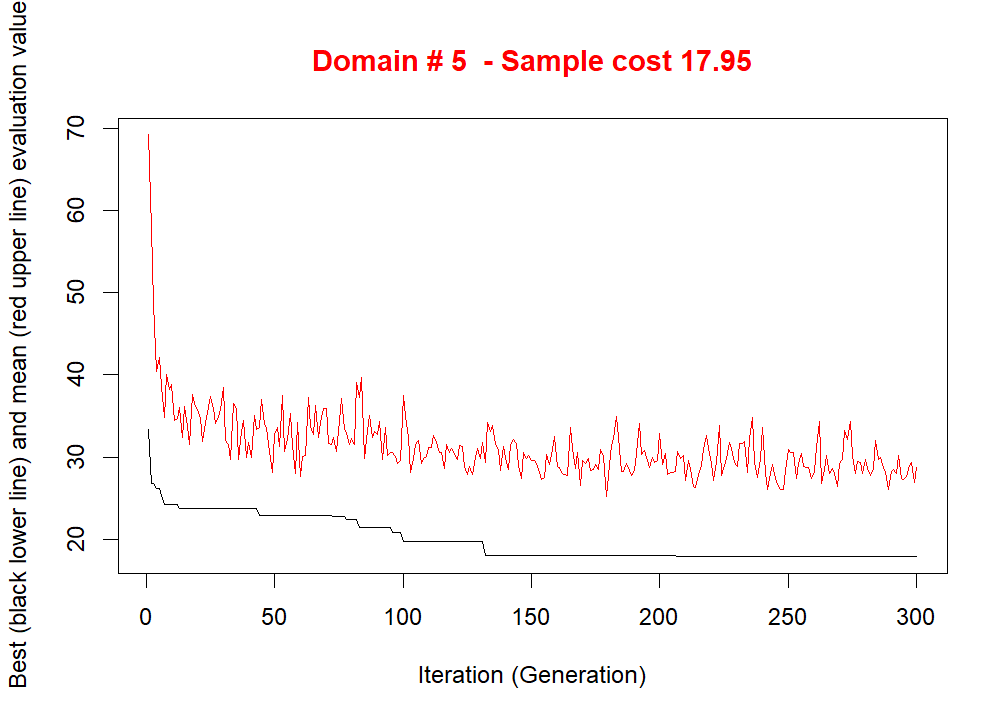 Domain # 5  - Sample cost 17.95
Best (black lower line) and mean (red upper line) evaluation value
70
60
50
40
30
20
0 50 100 150 200 250 300
Iteration (Generation)